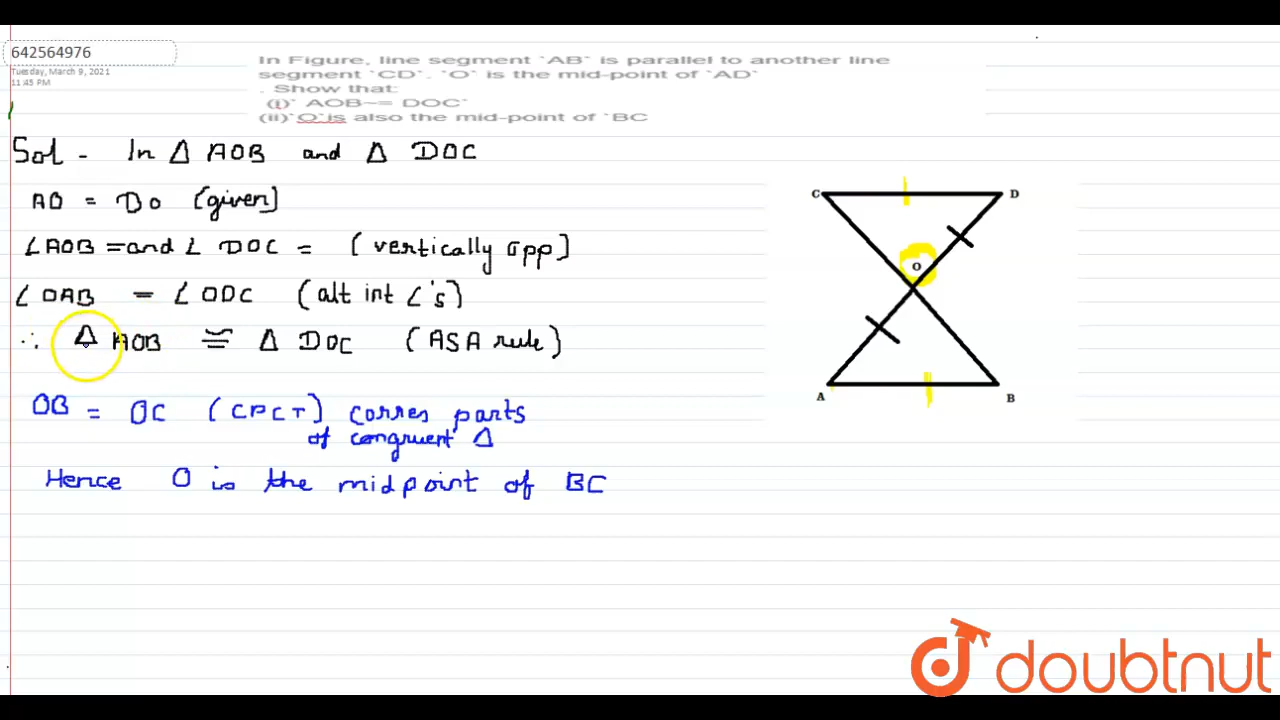 642564976
Tuesday, March 9, 2021
11:45 PM
In Figure, line segment `AB` is parallel to another line
segment `CD`. `O` is the mid-point of `AD`
. Show that:
(i)` AOB~= DOC`
(ii)`O`is also the mid-point of `BC
Sol - In Δ AOB and Δ DOC
AO = DO (given)
∠AOB = and ∠ DOC = (vertically opp)
∠OAB = ∠ODC (alt int ∠'s)
∴ Δ AOB ≅ Δ DOC (ASA rule)
OB = OC (CPCT) corres parts
of congruent Δ
Hence O is the midpoint of BC
C D
O
A B
doubtnut